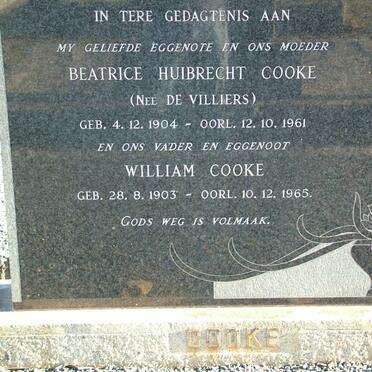 IN TERE GEDAGTENIS AAN
MY GELIEFDE EGGENOTE EN ONS MOEDER
BEATRICE HUIBRECHT COOKE
(NEE DE VILLIERS)
GEB. 4.12.1904 - OORL. 12.10.1961
EN ONS VADER EN EGGENOOT
WILLIAM COOKE
GEB. 28.8.1903 - OORL. 10.12.1965.
GODS WEG IS VOLMAAK.
COOKE